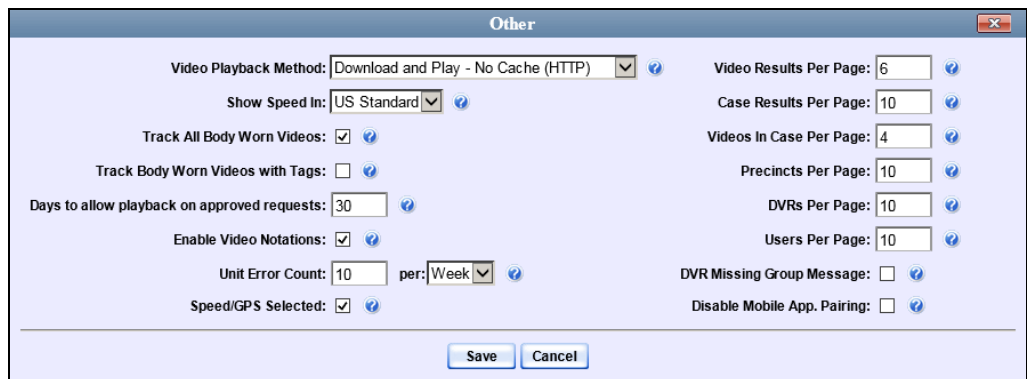 Other
Video Playback Method: Download and Play - No Cache (HTTP)
Show Speed In: US Standard
Track All Body Worn Videos:
Track Body Worn Videos with Tags:
Days to allow playback on approved requests: 30
Enable Video Notations:
Unit Error Count: 10 per: Week
Speed/GPS Selected:
Video Results Per Page: 6
Case Results Per Page: 10
Videos In Case Per Page: 4
Precincts Per Page: 10
DVRs Per Page: 10
Users Per Page: 10
DVR Missing Group Message:
Disable Mobile App. Pairing:
Save Cancel